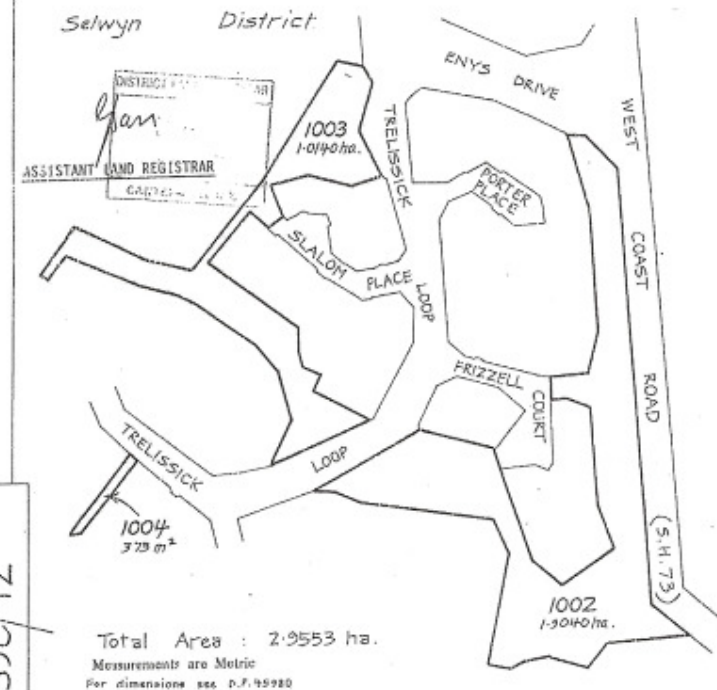 Selwyn District
ENYS DRIVE
WEST COAST ROAD
(S.H.73)
TRELISSICK
LOOP
1003
1.0140 ha.
PORTER
PLACE
ASSISTANT LAND REGISTRAR
SLALOM PLACE
FRIZZELL
COURT
TRELISSICK LOOP
1004
373 m²
1002
1.9040 ha.
Total Area : 2.9553 ha.
Measurements are Metric
For dimensions see D.P. 45980